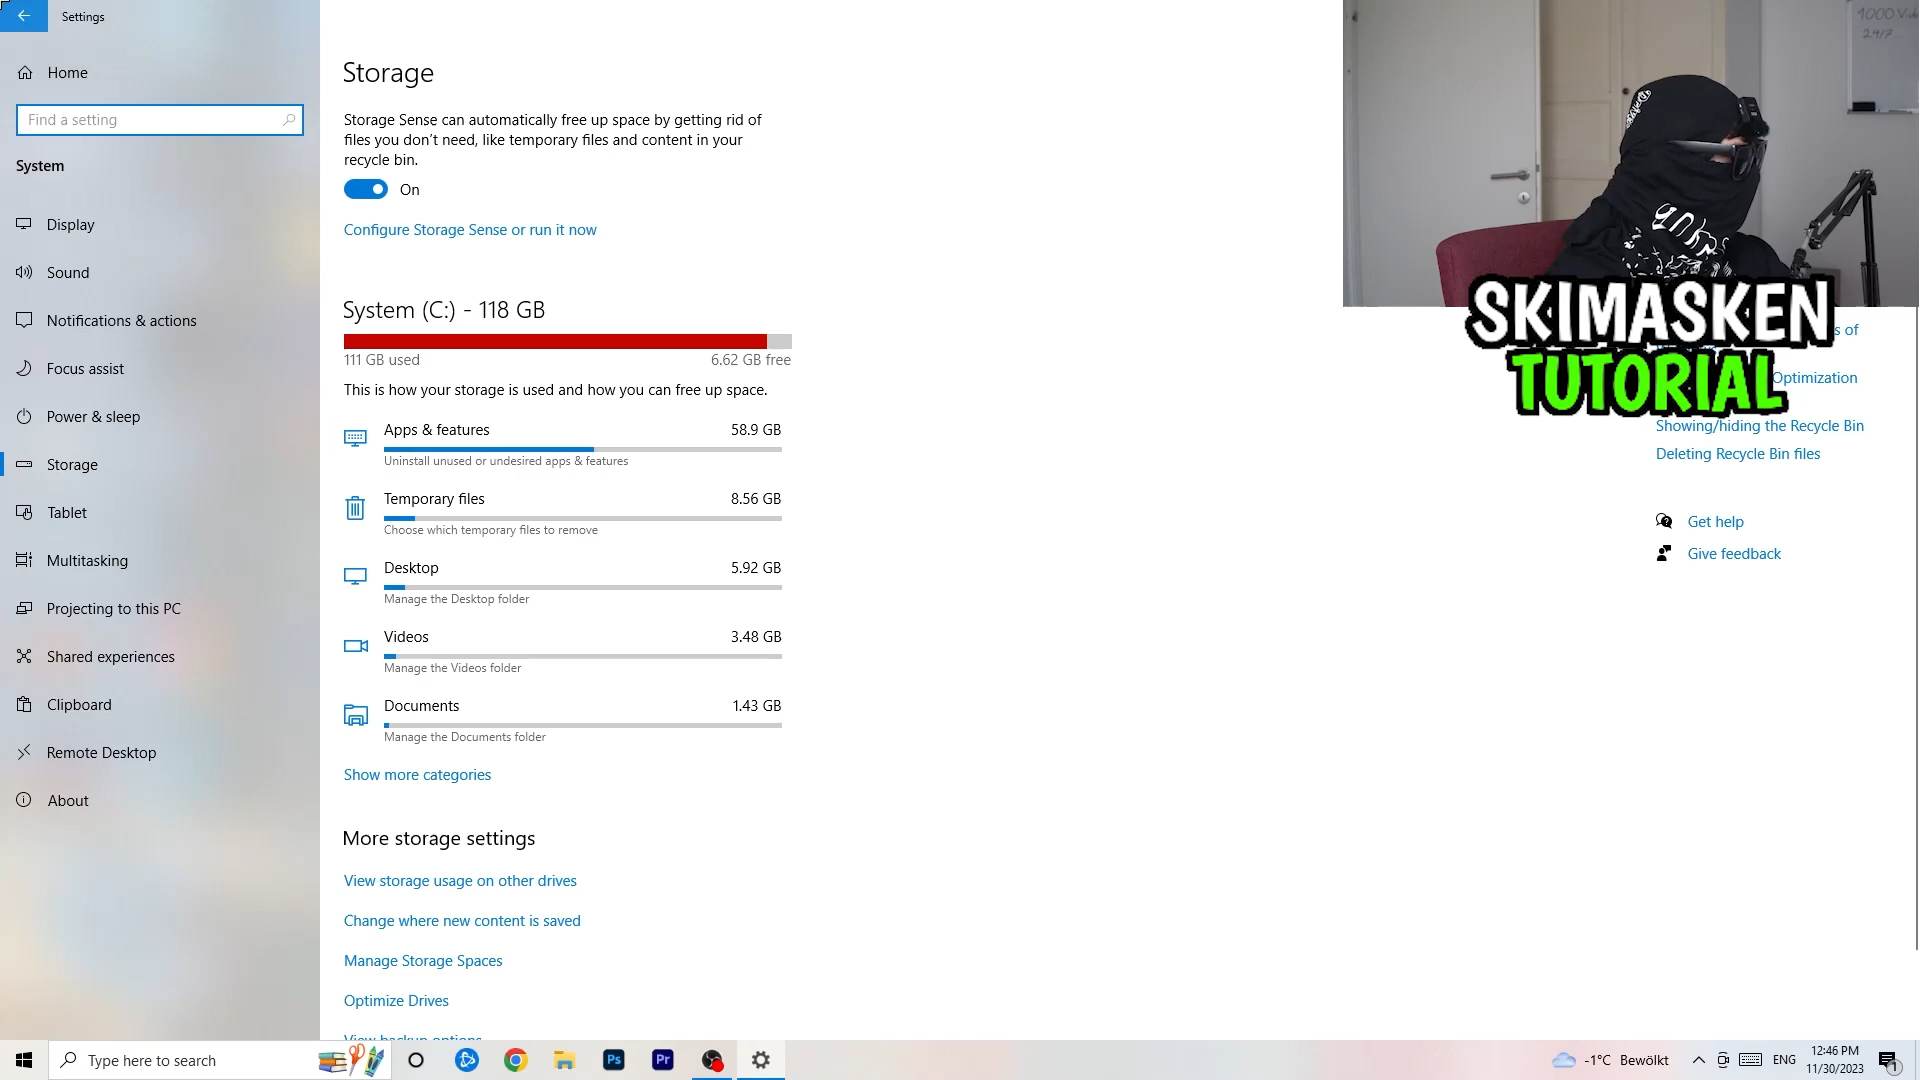 Settings
Home
Find a setting
System
Display
Sound
Notifications & actions
Focus assist
Power & sleep
Storage
Tablet
Multitasking
Projecting to this PC
Shared experiences
Clipboard
Remote Desktop
About
Storage
Storage Sense can automatically free up space by getting rid of
files you don't need, like temporary files and content in your
recycle bin.
On
Configure Storage Sense or run it now
System (C:) - 118 GB
111 GB used 6.62 GB free
This is how your storage is used and how you can free up space.
Apps & features 58.9 GB
Uninstall unused or undesired apps & features
Temporary files 8.56 GB
Choose which temporary files to remove
Desktop 5.92 GB
Manage the Desktop folder
Videos 3.48 GB
Manage the Videos folder
Documents 1.43 GB
Manage the Documents folder
Show more categories
More storage settings
View storage usage on other drives
Change where new content is saved
Manage Storage Spaces
Optimize Drives
View backup options
1000
24/7
SKIMASKEN
TUTORIAL
of
Optimization
Showing/hiding the Recycle Bin
Deleting Recycle Bin files
Get help
Give feedback
Type here to search
Ps
Pr
-1°C Bewölkt
ENG
12:46 PM
11/30/2023
1